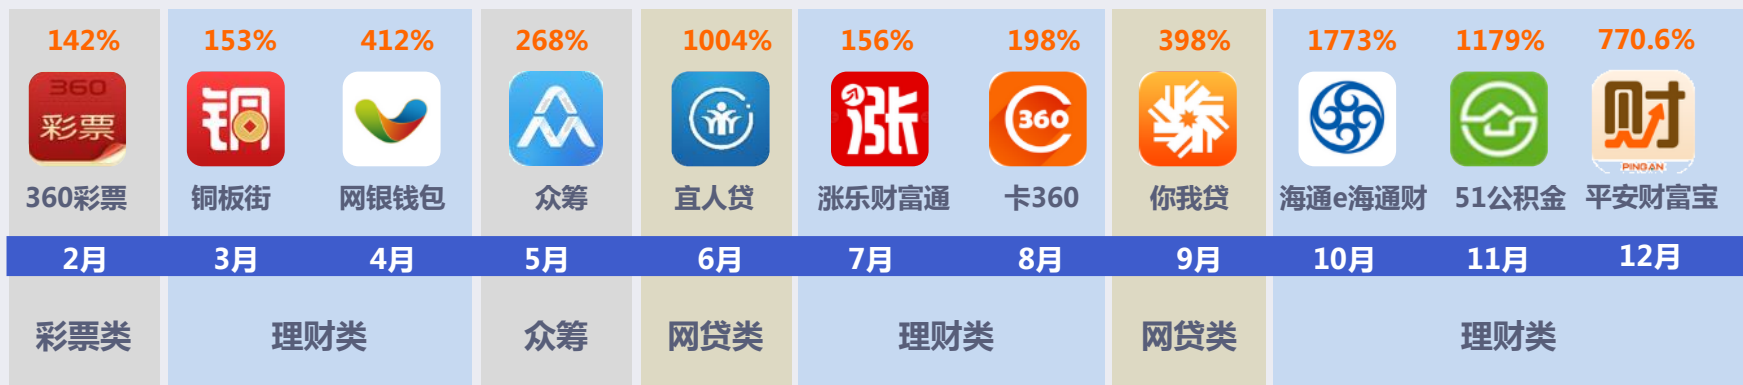 142% 153% 412% 268% 1004% 156% 198% 398% 1773% 1179% 770.6%
360 彩票 铜 涨 360 财 PINGAN
360彩票 铜板街 网银钱包 众筹 宜人贷 涨乐财富通 卡360 你我贷 海通e海通财 51公积金 平安财富宝
2月 3月 4月 5月 6月 7月 8月 9月 10月 11月 12月
彩票类 理财类 众筹 网贷类 理财类 网贷类 理财类